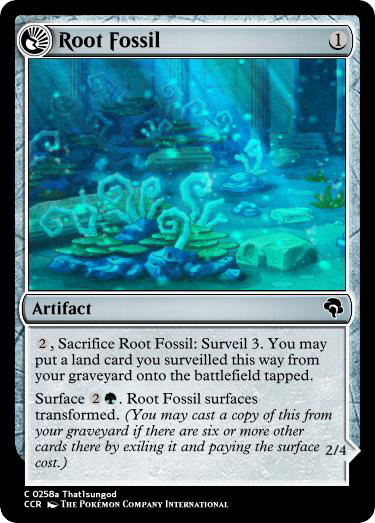 Root Fossil 1
Artifact
2, Sacrifice Root Fossil: Surveil 3. You may
put a land card you surveilled this way from
your graveyard onto the battlefield tapped.
Surface 2. Root Fossil surfaces
transformed. (You may cast a copy of this from
your graveyard if there are six or more other
cards there by exiling it and paying the surface
cost.)
2/4
C 0258a That1sungod
CCR The Pokémon Company International